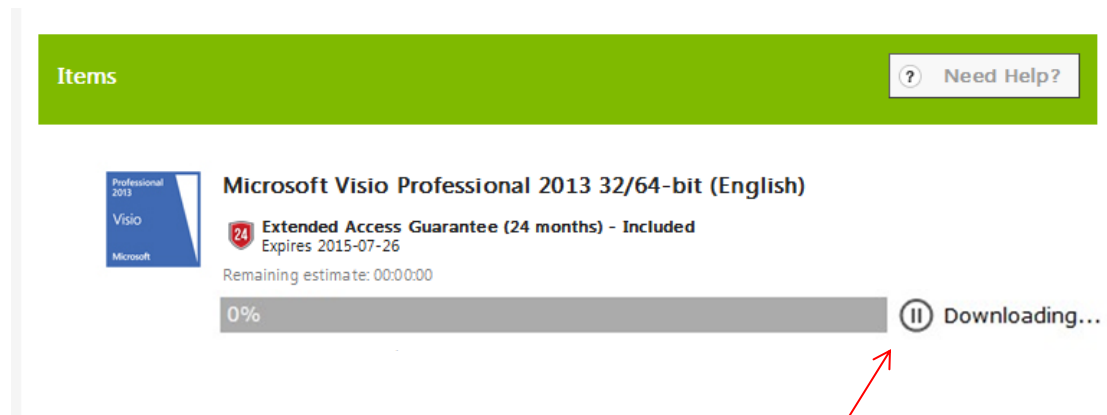 Items
? Need Help?
Professional
2013
Visio
Microsoft
Microsoft Visio Professional 2013 32/64-bit (English)
24
Extended Access Guarantee (24 months) - Included
Expires 2015-07-26
Remaining estimate: 00:00:00
0%
Downloading...